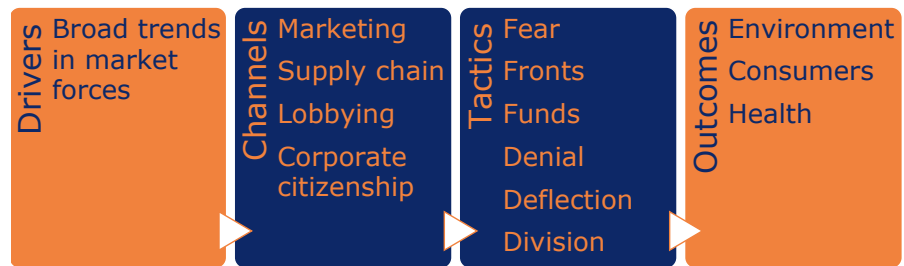 Drivers
Broad trends
in market
forces
Channels
Marketing
Supply chain
Lobbying
Corporate
citizenship
Tactics
Fear
Fronts
Funds
Denial
Deflection
Division
Outcomes
Environment
Consumers
Health